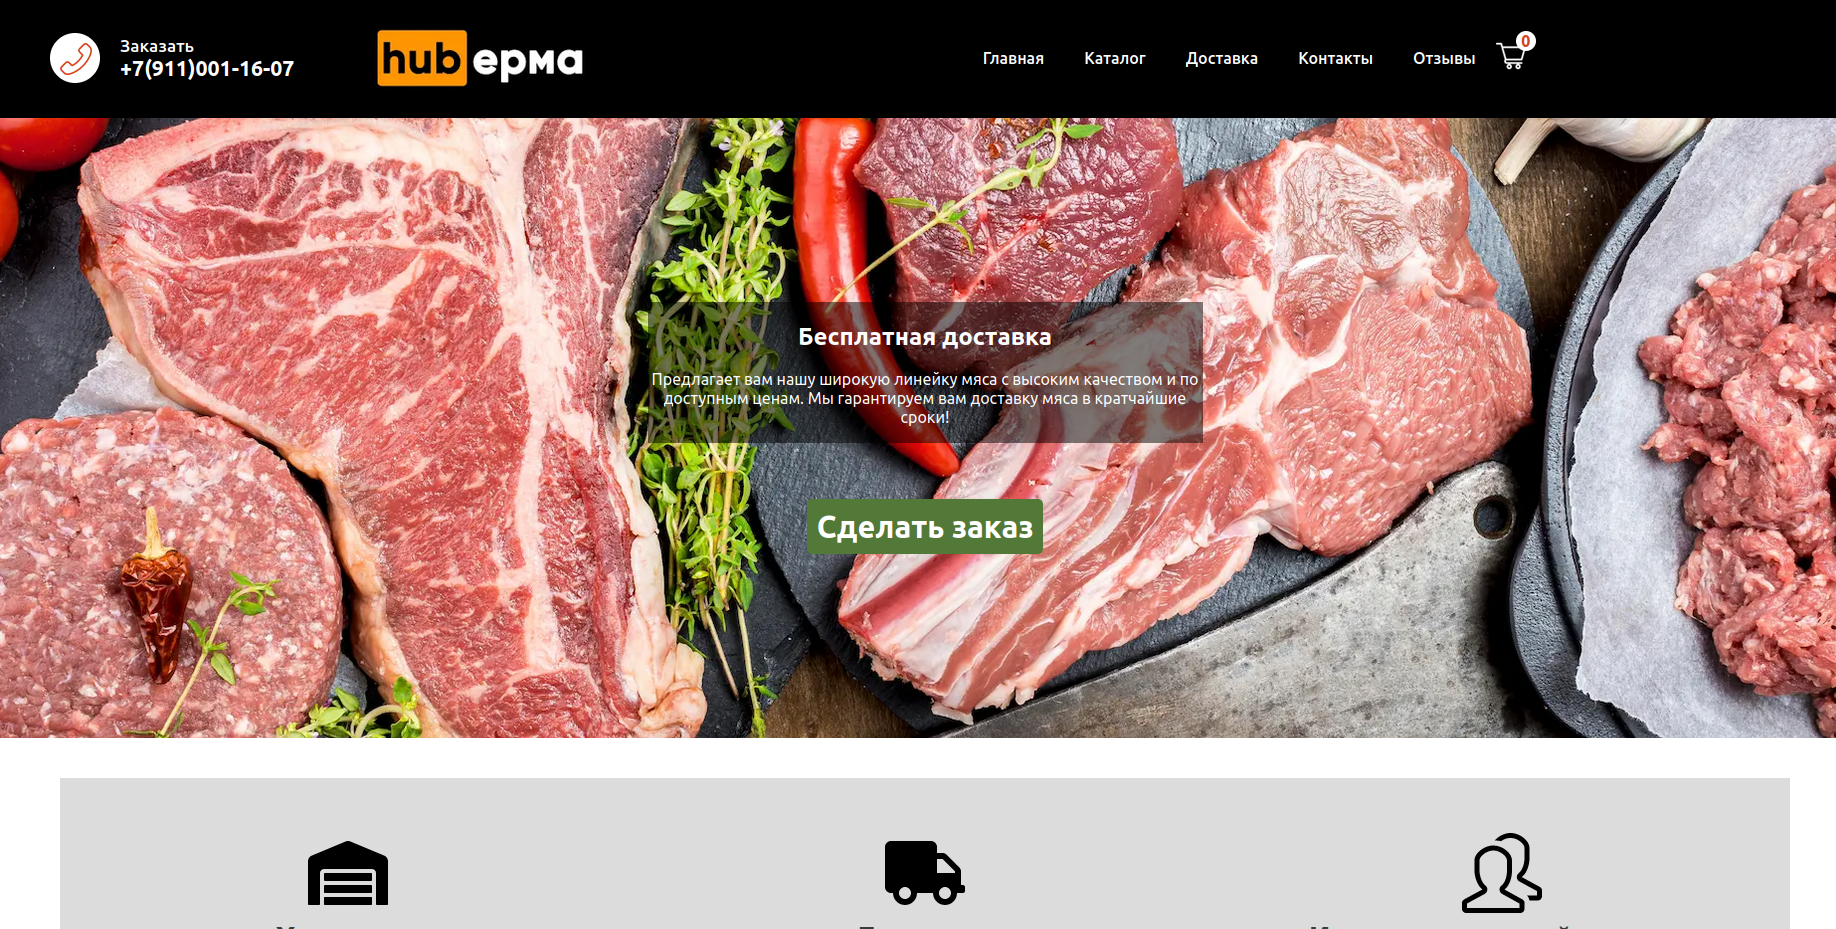 Заказать
+7(911)001-16-07
hub ерма
Главная Каталог Доставка Контакты Отзывы 0
Бесплатная доставка
Предлагает вам нашу широкую линейку мяса с высоким качеством и по
доступным ценам. Мы гарантируем вам доставку мяса в кратчайшие
сроки!
Сделать заказ